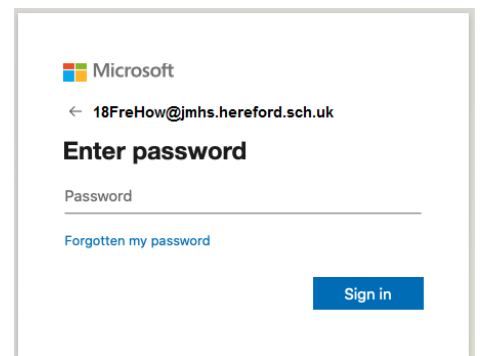 Microsoft
← 18FreHow@jmhs.hereford.sch.uk
Enter password
Password
Forgotten my password
Sign in